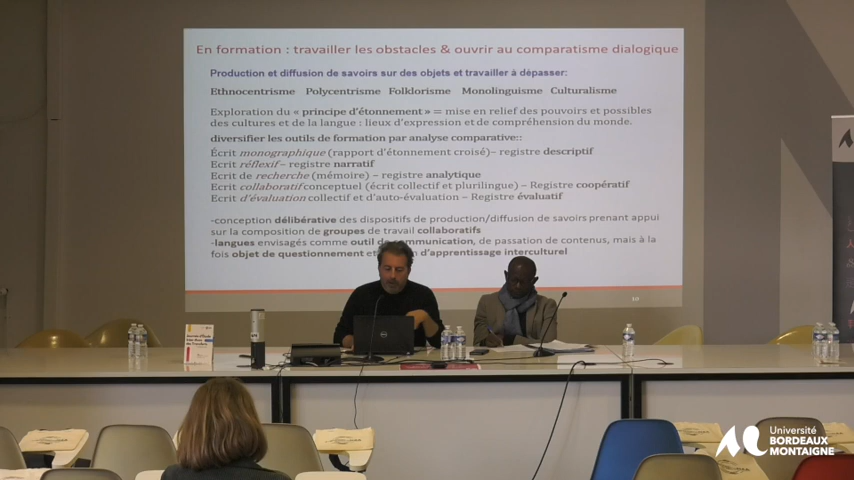 En formation : travailler les obstacles & ouvrir au comparatisme dialogique
Production et diffusion de savoirs sur des objets et travailler à dépasser:
Ethnocentrisme Polycentrisme Folklorisme Monolinguisme Culturalisme
Exploration du « principe d'étonnement » = mise en relief des pouvoirs et possibles
des cultures et de la langue : lieux d'expression et de compréhension du monde.
diversifier les outils de formation par analyse comparative::
Écrit monographique (rapport d'étonnement croisé)– registre descriptif
Ecrit réflexif – registre narratif
Ecrit de recherche (mémoire) – registre analytique
Ecrit collaboratif conceptuel (écrit collectif et plurilingue) – Registre coopératif
Ecrit d'évaluation collectif et d'auto-évaluation – Registre évaluatif
-conception délibérative des dispositifs de production/diffusion de savoirs prenant appui
sur la composition de groupes de travail collaboratifs
-langues envisagés comme outil de communication, de passation de contenus, mais à la
fois objet de questionnement et d'apprentissage interculturel
DELL
Université
BORDEAUX
MONTAIGNE